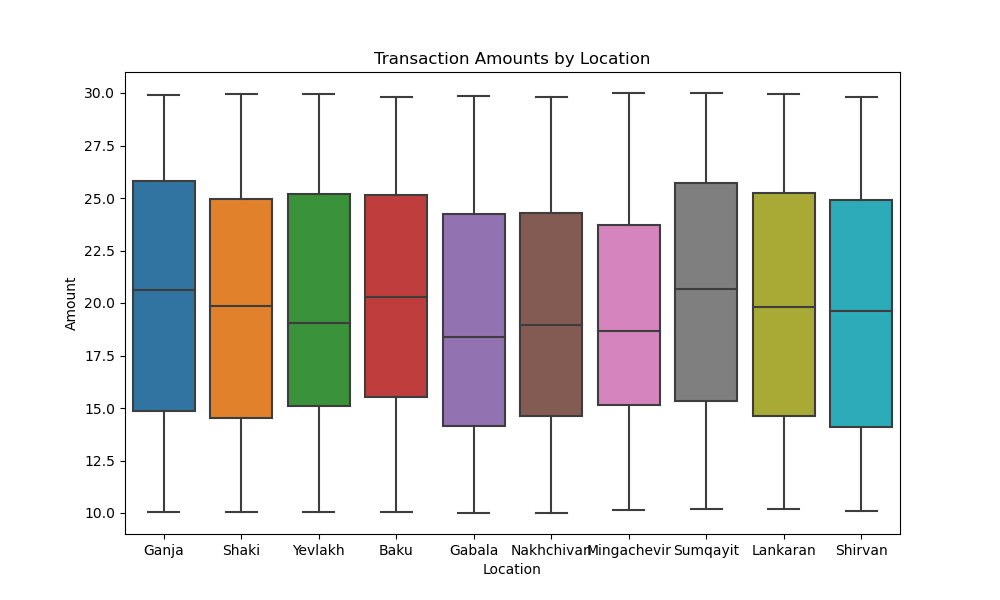 Transaction Amounts by Location
30.0
27.5
25.0
22.5
20.0
17.5
15.0
12.5
10.0
Amount
Ganja Shaki Yevlakh Baku Gabala Nakhchivan Mingachevir Sumqayit Lankaran Shirvan
Location